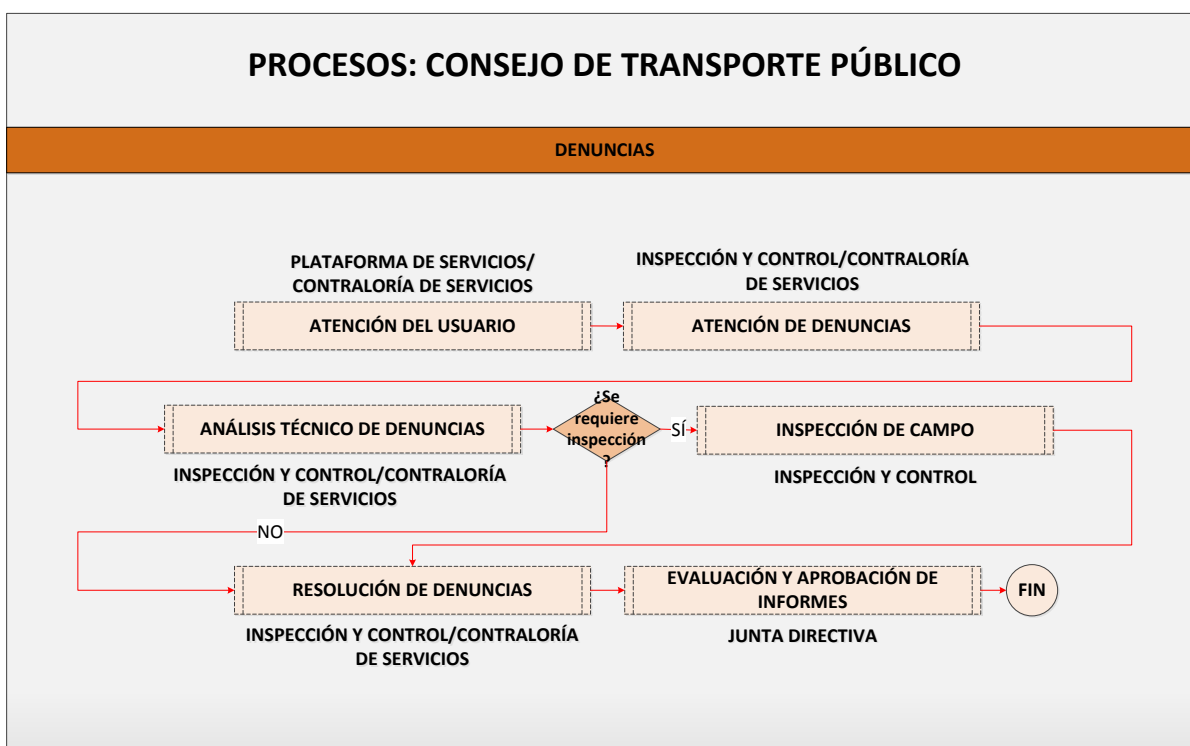 PROCESOS: CONSEJO DE TRANSPORTE PÚBLICO
DENUNCIAS
PLATAFORMA DE SERVICIOS/
CONTRALORÍA DE SERVICIOS
ATENCIÓN DEL USUARIO
INSPECCIÓN Y CONTROL/CONTRALORÍA
DE SERVICIOS
ATENCIÓN DE DENUNCIAS
ANÁLISIS TÉCNICO DE DENUNCIAS
INSPECCIÓN Y CONTROL/CONTRALORÍA
DE SERVICIOS
¿Se
requiere
inspección
?
SÍ
INSPECCIÓN DE CAMPO
INSPECCIÓN Y CONTROL
NO
RESOLUCIÓN DE DENUNCIAS
INSPECCIÓN Y CONTROL/CONTRALORÍA
DE SERVICIOS
EVALUACIÓN Y APROBACIÓN DE
INFORMES
JUNTA DIRECTIVA
FIN